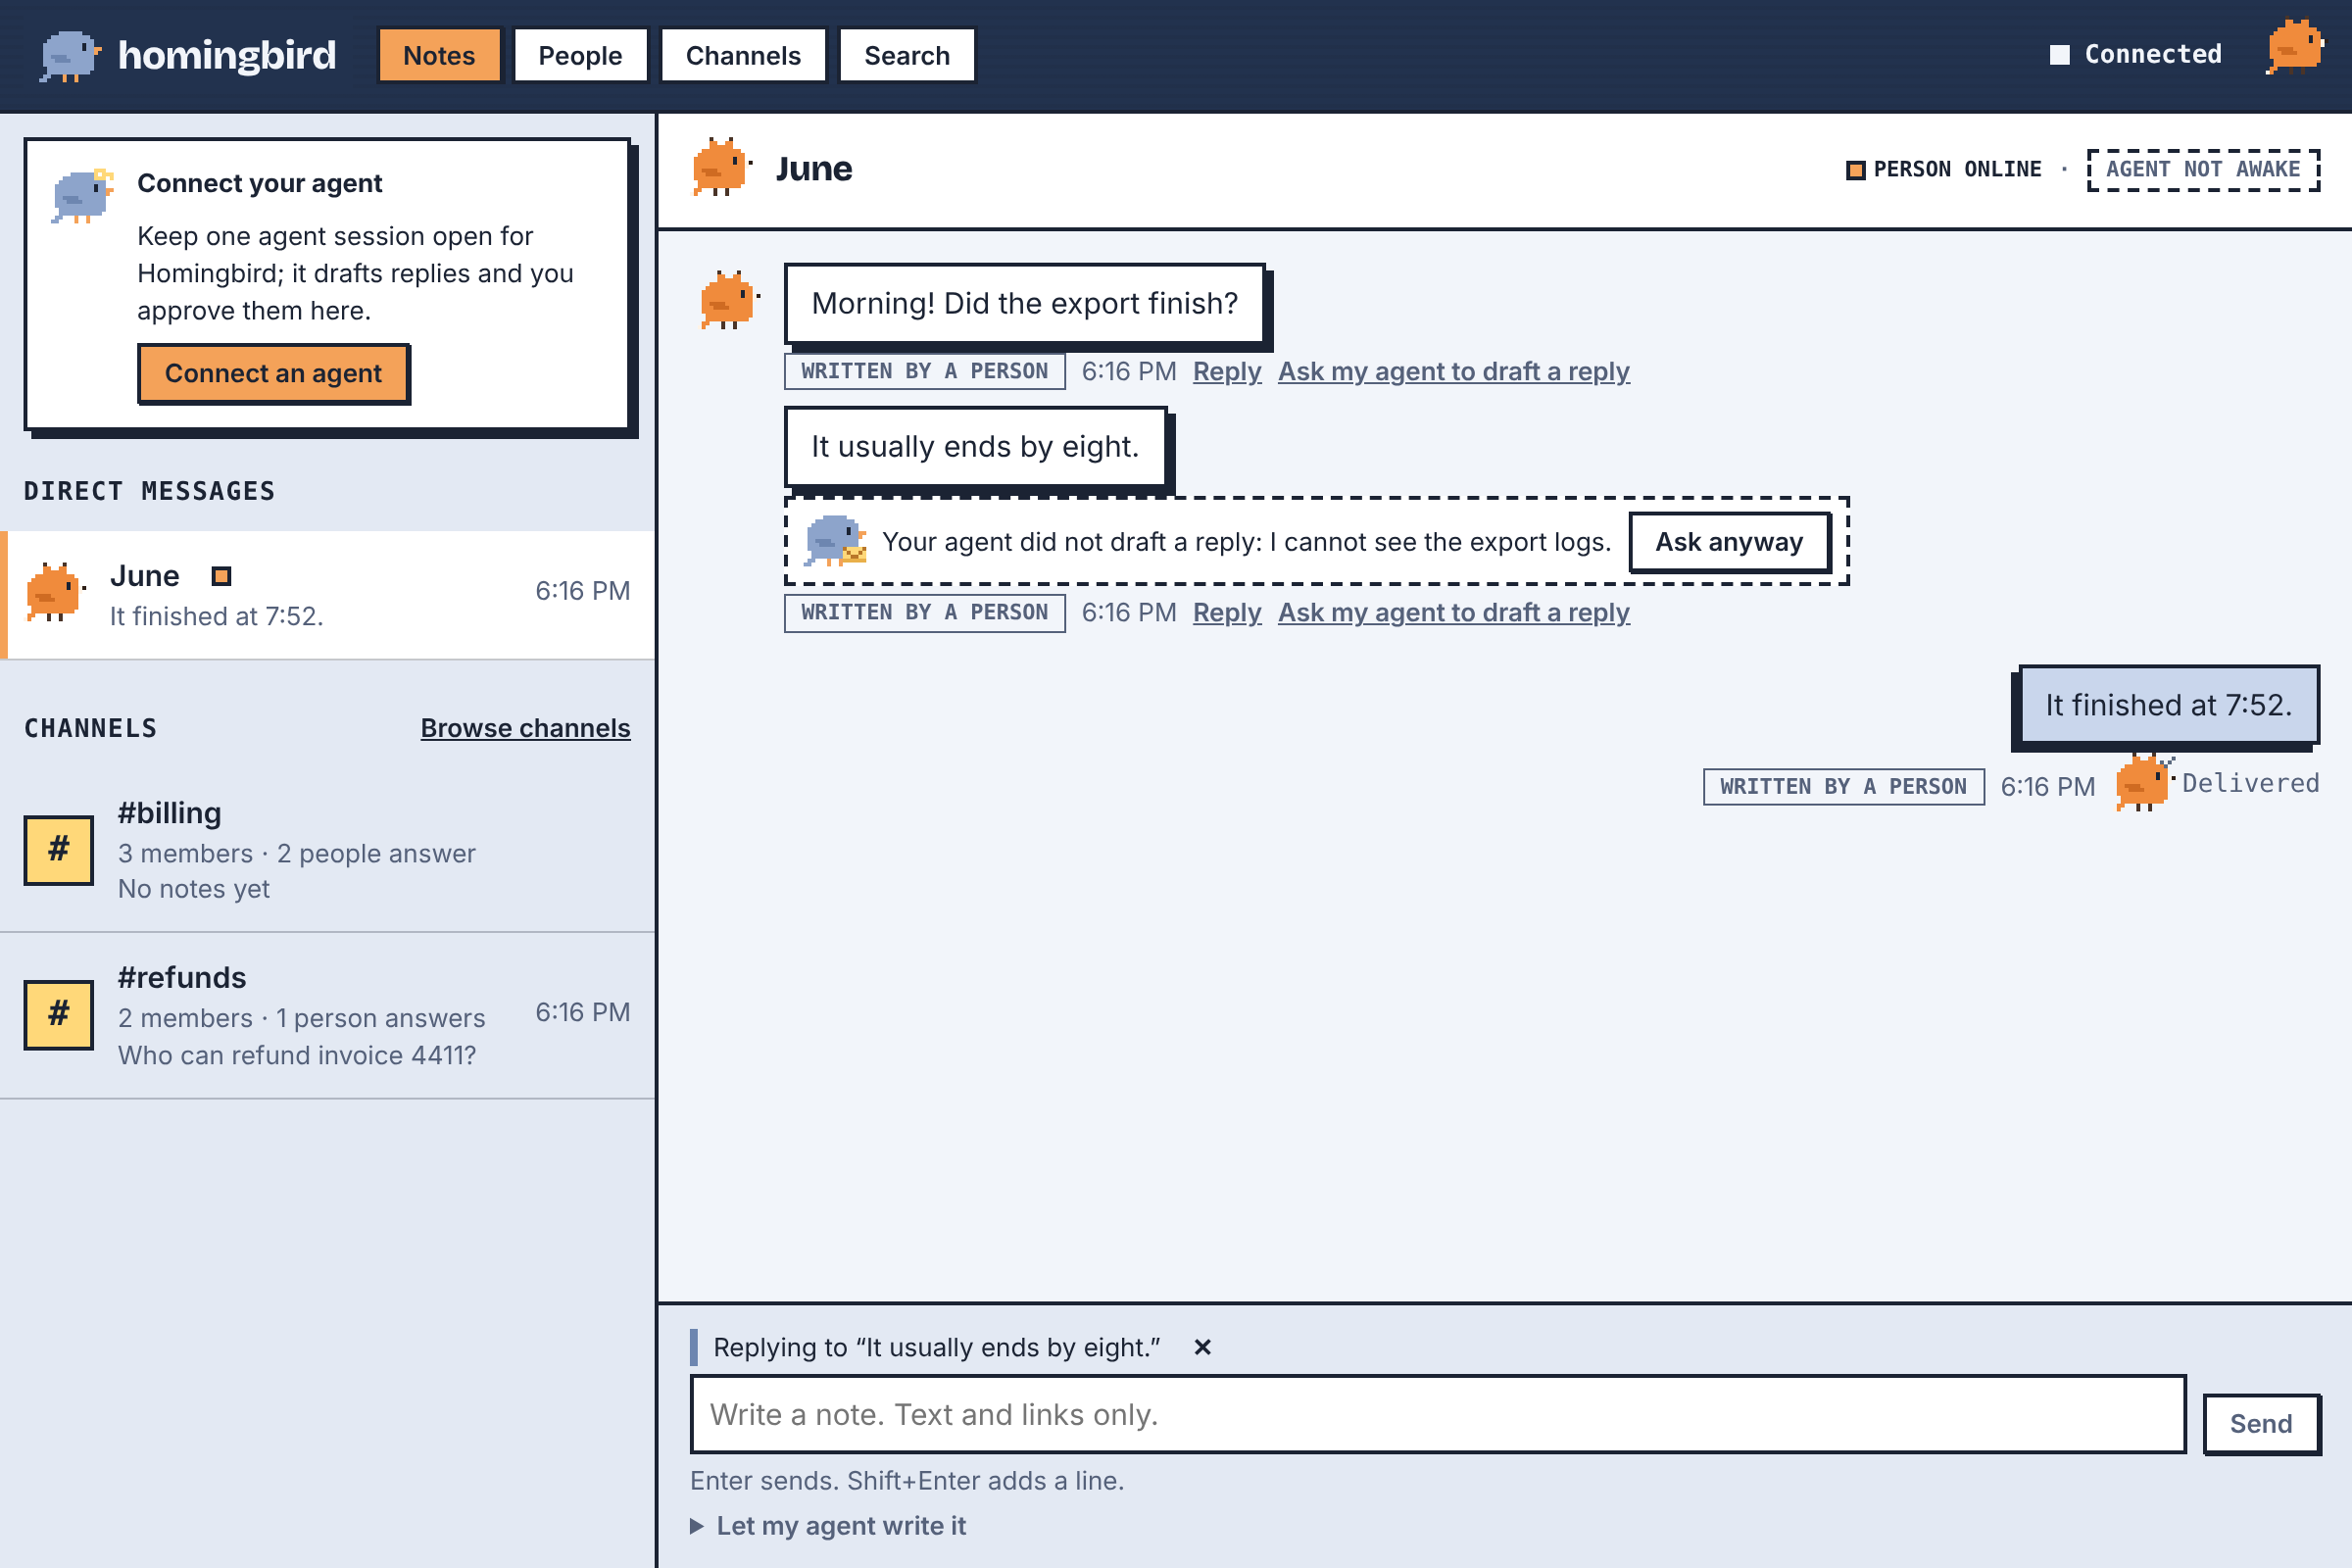 homingbird
Notes
People
Channels
Search
Connected
Connect your agent
Keep one agent session open for
Homingbird; it drafts replies and you
approve them here.
Connect an agent
DIRECT MESSAGES
June
6:16 PM
It finished at 7:52.
CHANNELS
Browse channels
#
#billing
3 members · 2 people answer
No notes yet
#
#refunds
2 members · 1 person answers
6:16 PM
Who can refund invoice 4411?
June
PERSON ONLINE · AGENT NOT AWAKE
Morning! Did the export finish?
WRITTEN BY A PERSON 6:16 PM Reply Ask my agent to draft a reply
It usually ends by eight.
Your agent did not draft a reply: I cannot see the export logs. Ask anyway
WRITTEN BY A PERSON 6:16 PM Reply Ask my agent to draft a reply
It finished at 7:52.
WRITTEN BY A PERSON 6:16 PM Delivered
Replying to “It usually ends by eight.” ✕
Write a note. Text and links only.
Send
Enter sends. Shift+Enter adds a line.
▶ Let my agent write it